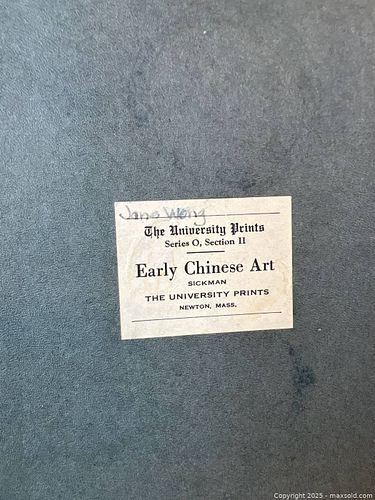 Jane Wong
The University Prints
Series O, Section II
Early Chinese Art
SICKMAN
THE UNIVERSITY PRINTS
NEWTON, MASS.
Copyright © 2025 - maxsold.com